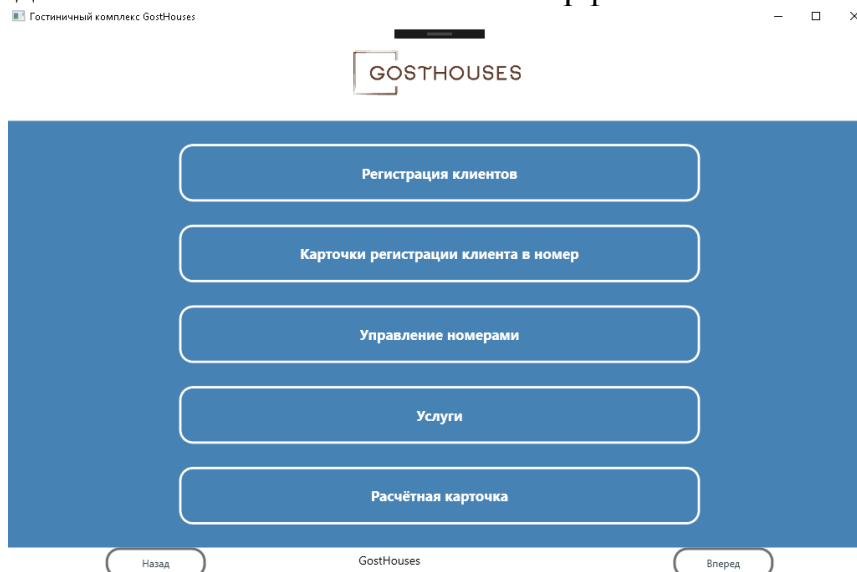 Гостиничный комплекс GostHouses
GOSTHOUSES
Регистрация клиентов
Карточки регистрации клиента в номер
Управление номерами
Услуги
Расчётная карточка
Назад
GostHouses
Вперед